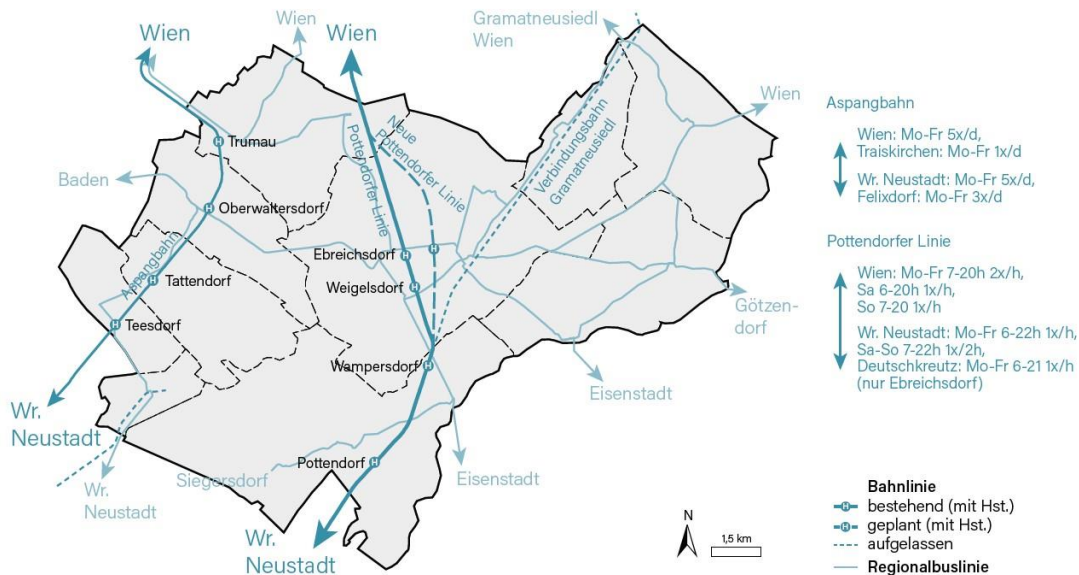 Wien
Wien
Wien
Gramatneusiedl
Wien
Wien
Trumau
Baden
Oberwaltersdorf
Aspangbahn
Tattendorf
Teesdorf
Neue
Pottendorfer Linie
Pottendorfer Linie
Verbindungsbahn
Gramatneusiedl
Ebreichsdorf
Weigelsdorf
Wampersdorf
Götzen-
dorf
Eisenstadt
Eisenstadt
Wr.
Neustadt
Wr.
Neustadt
Siegersdorf
Pottendorf
Wr.
Neustadt
H
H
H
H
H
H
H
H
H
H
N
1,5 km
Aspangbahn
Wien: Mo-Fr 5x/d,
Traiskirchen: Mo-Fr 1x/d
Wr. Neustadt: Mo-Fr 5x/d,
Felixdorf: Mo-Fr 3x/d
Pottendorfer Linie
Wien: Mo-Fr 7-20h 2x/h,
Sa 6-20h 1x/h,
So 7-20 1x/h
Wr. Neustadt: Mo-Fr 6-22h 1x/h,
Sa-So 7-22h 1x/2h,
Deutschkreutz: Mo-Fr 6-21 1x/h
(nur Ebreichsdorf)
Bahnlinie
H bestehend (mit Hst.)
H geplant (mit Hst.)
aufgelassen
Regionalbuslinie